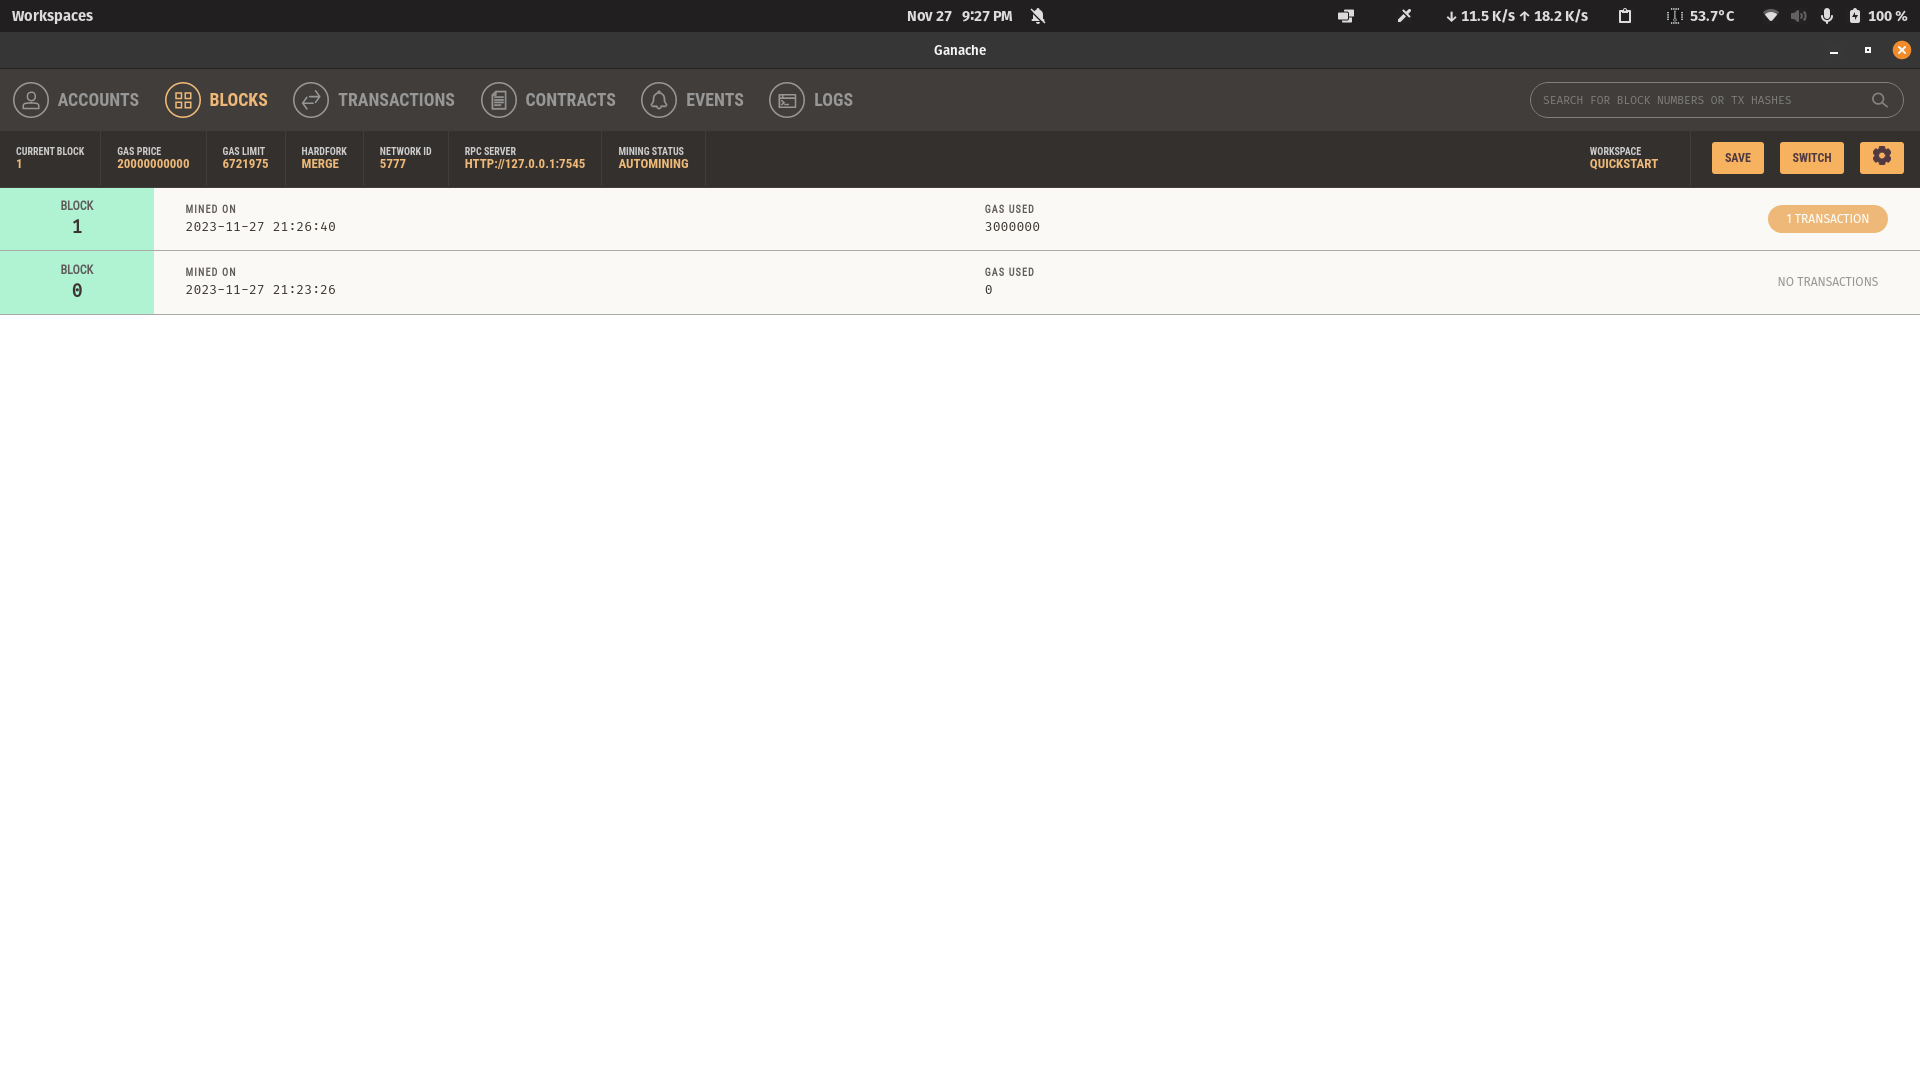 Workspaces
Nov 27 9:27 PM
↓ 11.5 K/s ↑ 18.2 K/s
53.7°C
100 %
Ganache
ACCOUNTS
BLOCKS
TRANSACTIONS
CONTRACTS
EVENTS
LOGS
SEARCH FOR BLOCK NUMBERS OR TX HASHES
CURRENT BLOCK
1
GAS PRICE
20000000000
GAS LIMIT
6721975
HARDFORK
MERGE
NETWORK ID
5777
RPC SERVER
HTTP://127.0.0.1:7545
MINING STATUS
AUTOMINING
WORKSPACE
QUICKSTART
SAVE
SWITCH
BLOCK
1
MINED ON
2023-11-27 21:26:40
GAS USED
3000000
1 TRANSACTION
BLOCK
0
MINED ON
2023-11-27 21:23:26
GAS USED
0
NO TRANSACTIONS